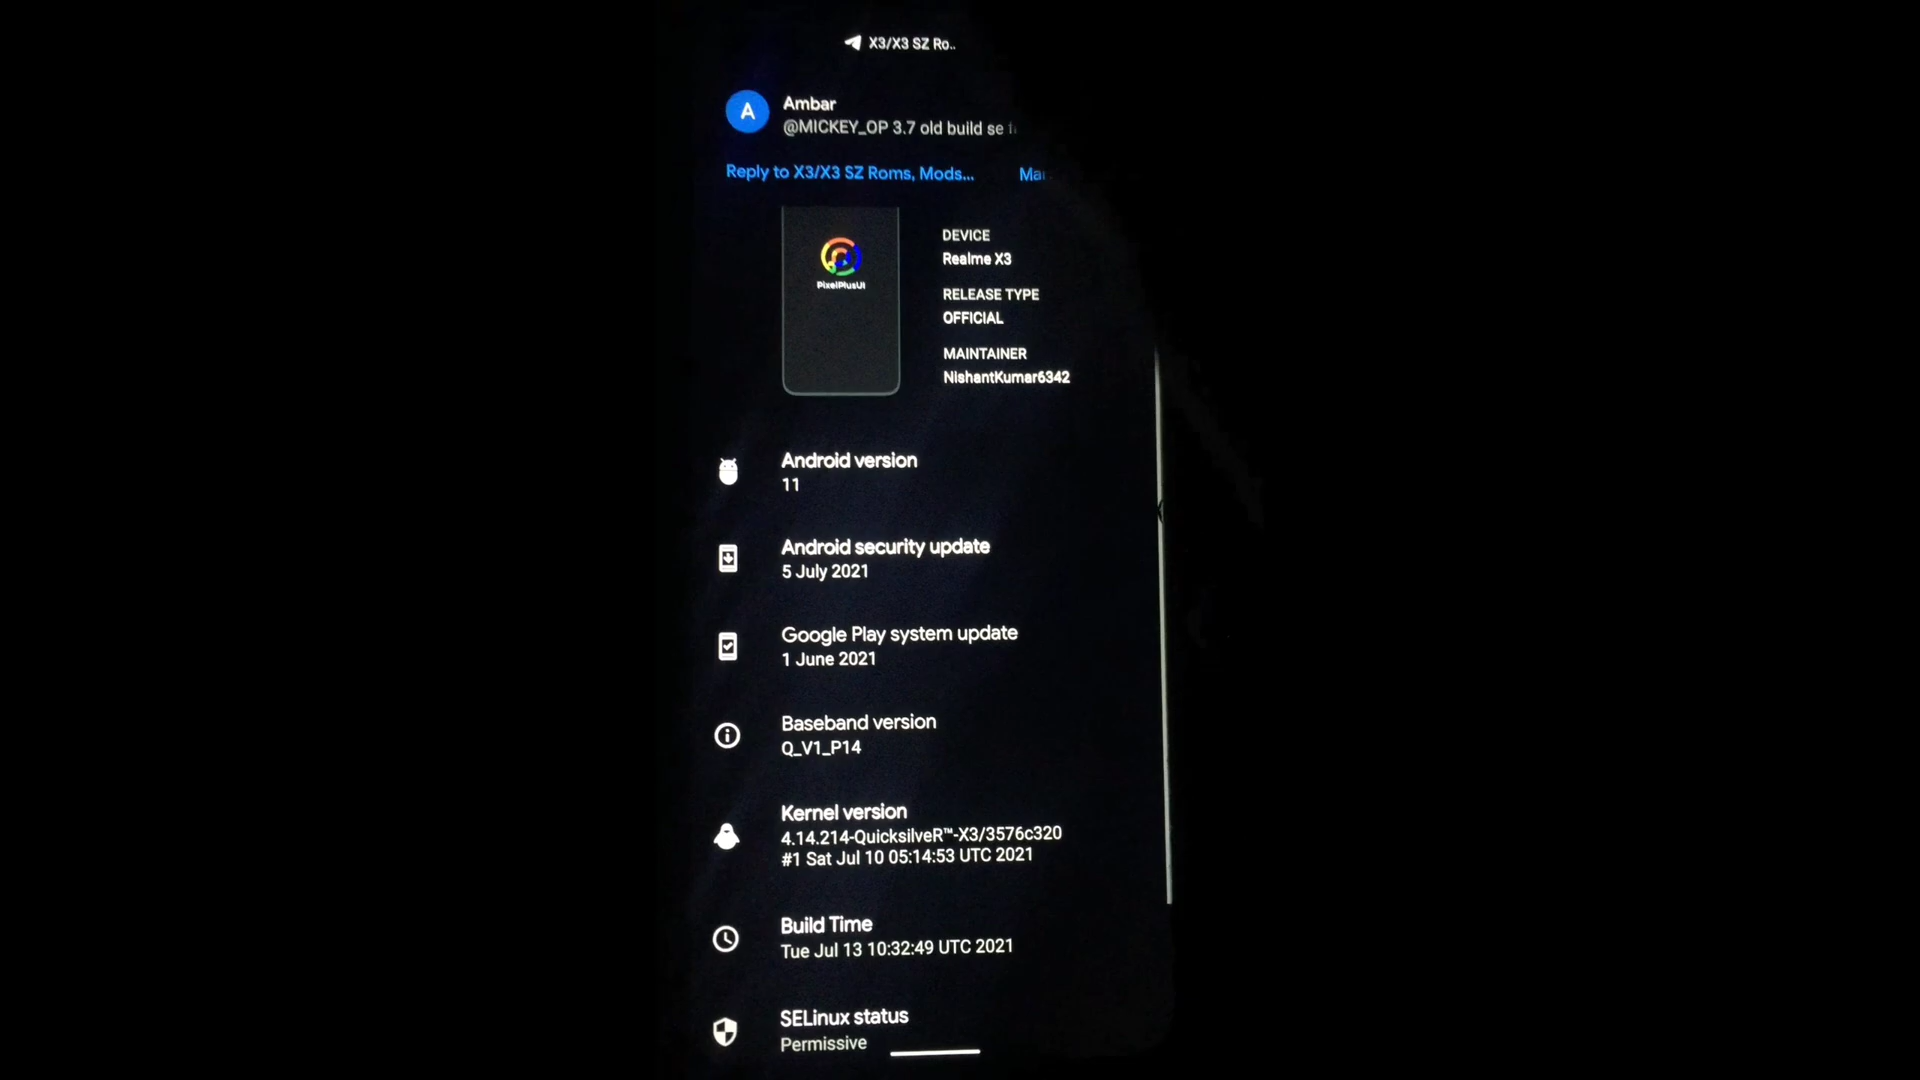 X3/X3 SZ Ro..
A
Ambar
@MICKEY_OP 3.7 old build se
Reply to X3/X3 SZ Roms, Mods...
Mar
PixelPlusUI
DEVICE
Realme X3
RELEASE TYPE
OFFICIAL
MAINTAINER
NishantKumar6342
Android version
11
Android security update
5 July 2021
Google Play system update
1 June 2021
Baseband version
Q_V1_P14
Kernel version
4.14.214-QuicksilveR™-X3/3576c320
#1 Sat Jul 10 05:14:53 UTC 2021
Build Time
Tue Jul 13 10:32:49 UTC 2021
SELinux status
Permissive